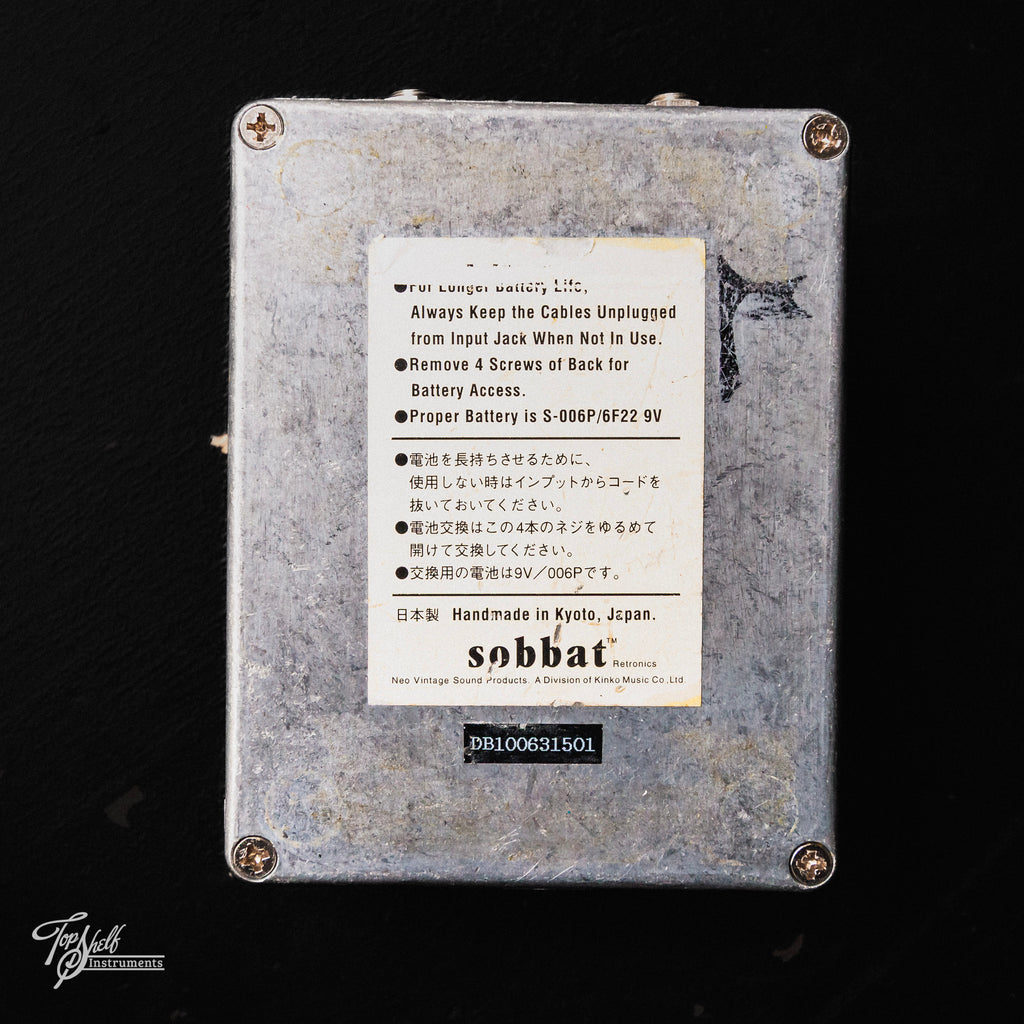 ●For Longer Battery Life,
Always Keep the Cables Unplugged
from Input Jack When Not In Use.
●Remove 4 Screws of Back for
Battery Access.
●Proper Battery is S-006P/6F22 9V
●電池を長持ちさせるために、
使用しない時はインプットからコードを
抜いておいてください。
●電池交換はこの4本のネジをゆるめて
開けて交換してください。
●交換用の電池は9V／006Pです。
日本製 Handmade in Kyoto, Japan.
sobbat™ Retronics
Neo Vintage Sound Products. A Division of Kinko Music Co.,Ltd.
DB100631501
Top Shelf
Instruments